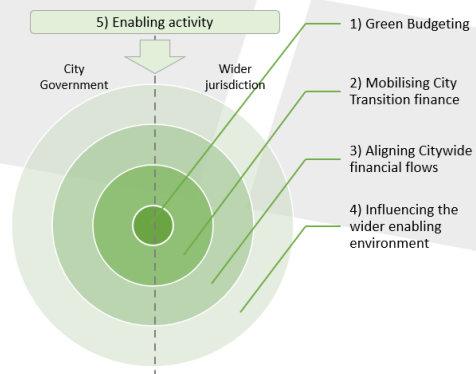 5) Enabling activity
City
Government
Wider
jurisdiction
1) Green Budgeting
2) Mobilising City
Transition finance
3) Aligning Citywide
financial flows
4) Influencing the
wider enabling
environment